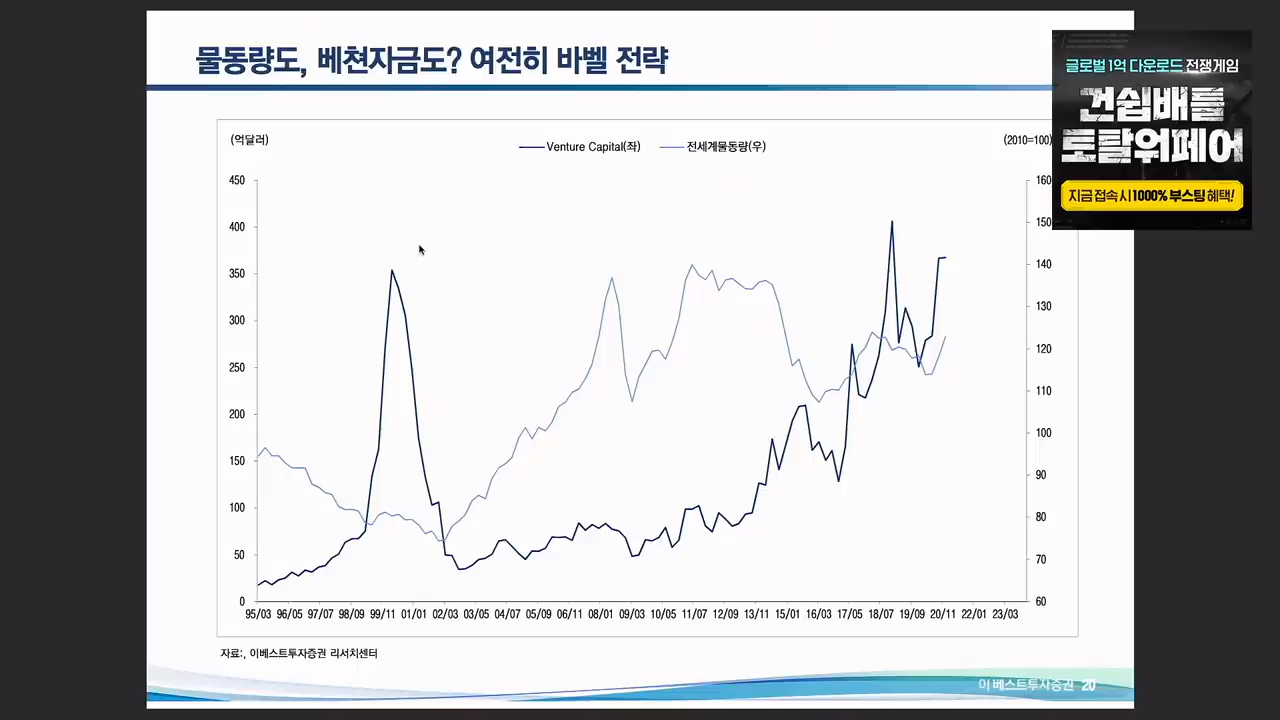 물동량도, 베쳔자금도? 여전히 바벨 전략
글로벌 1억 다운로드 전쟁게임
건쉽배틀
토탈워페어
지금 접속 시 1000% 부스팅 혜택!
(억달러)
Venture Capital(좌)
전세계물동량(우)
(2010=100)
450
400
350
300
250
200
150
100
50
0
160
150
140
130
120
110
100
90
80
70
60
95/03 96/05 97/07 98/09 99/11 01/01 02/03 03/05 04/07 05/09 06/11 08/01 09/03 10/05 11/07 12/09 13/11 15/01 16/03 17/05 18/07 19/09 20/11 22/01 23/03
자료:, 이베스트투자증권 리서치센터
이베스트투자증권 20